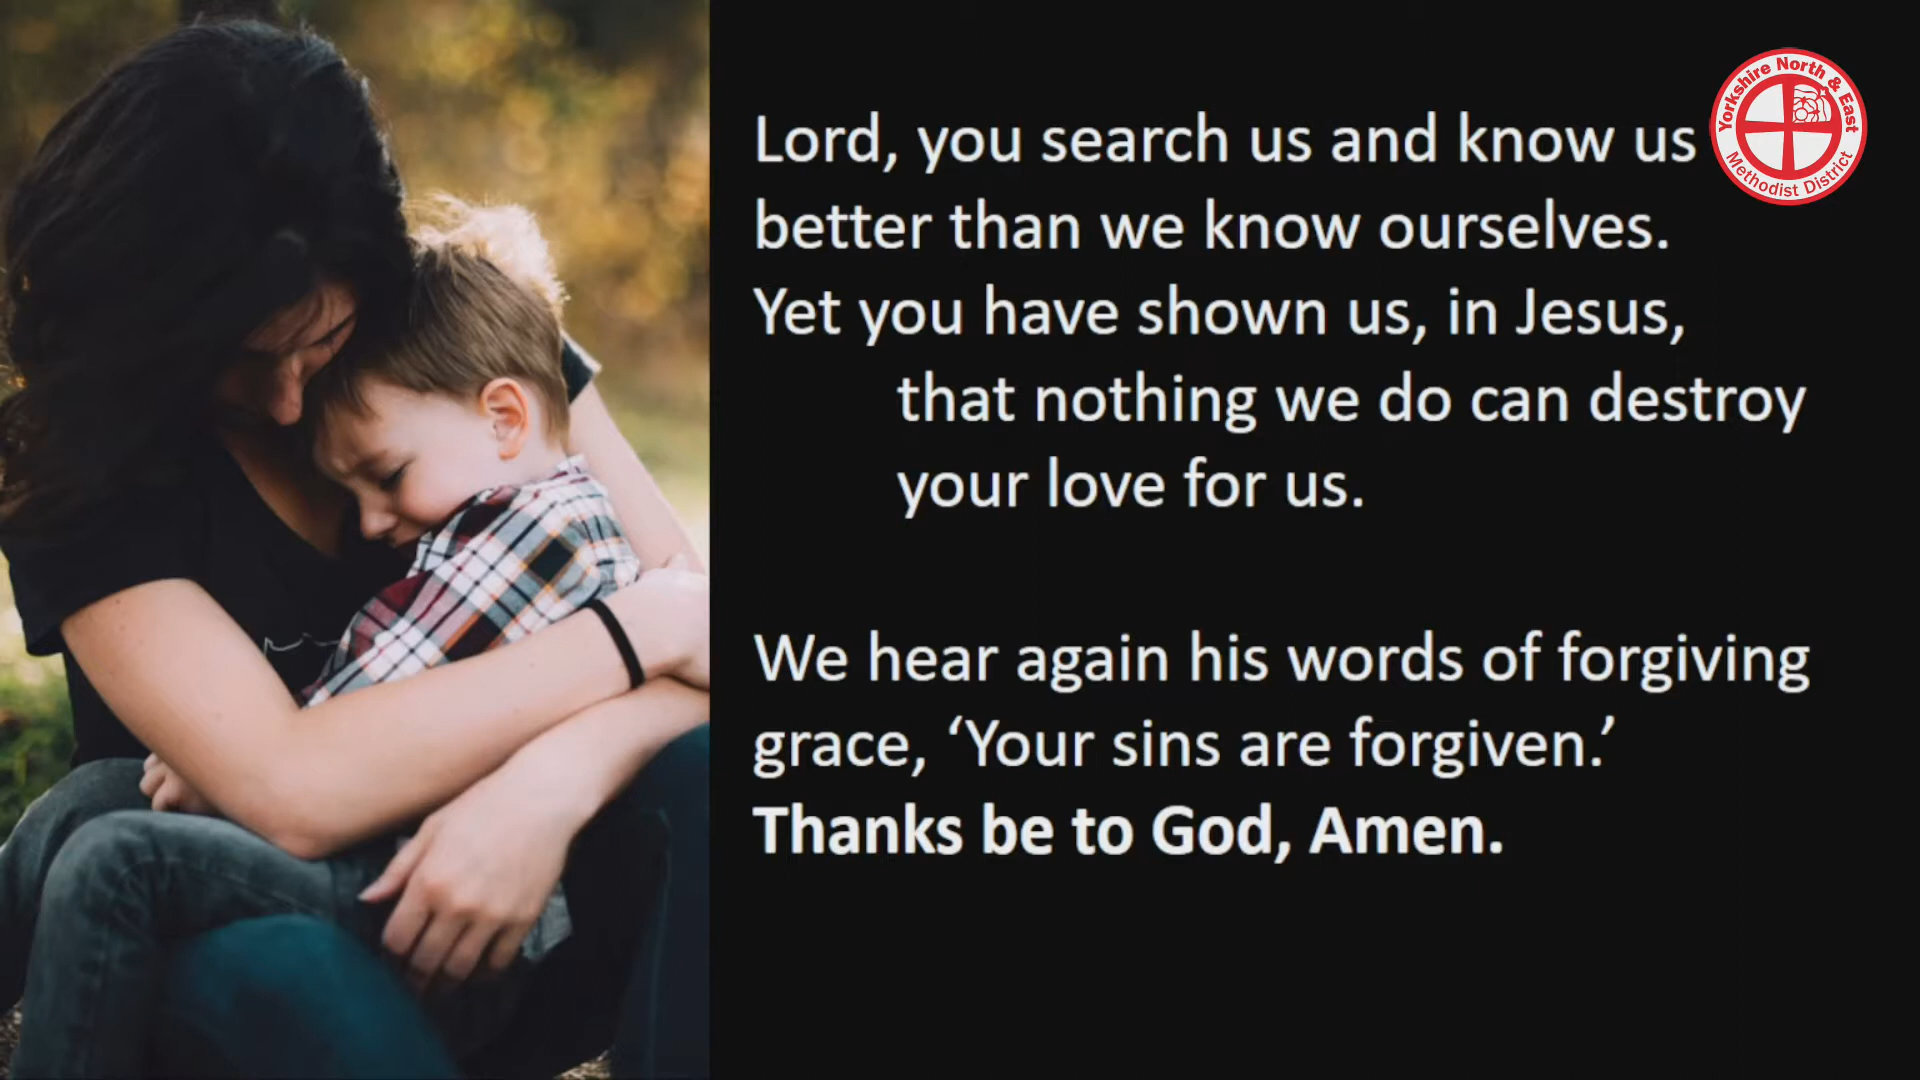 Lord, you search us and know us
better than we know ourselves.
Yet you have shown us, in Jesus,
that nothing we do can destroy
your love for us.
We hear again his words of forgiving
grace, ‘Your sins are forgiven.’
Thanks be to God, Amen.
Yorkshire North & East
Methodist District